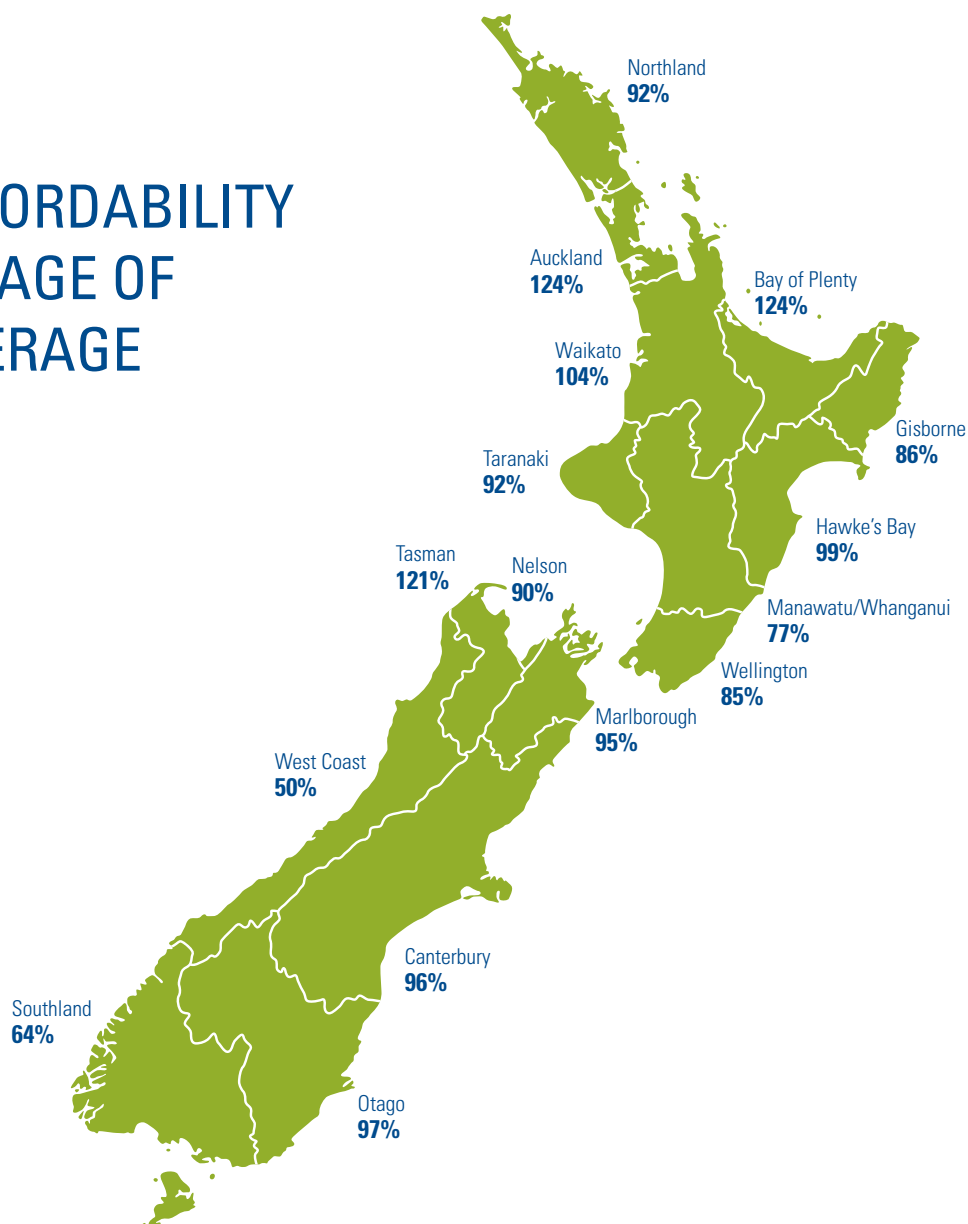 ORDABILITY
AGE OF
ERAGE
Northland
92%
Auckland
124%
Bay of Plenty
124%
Waikato
104%
Gisborne
86%
Taranaki
92%
Hawke's Bay
99%
Tasman
121%
Nelson
90%
Manawatu/Whanganui
77%
Wellington
85%
Marlborough
95%
West Coast
50%
Canterbury
96%
Southland
64%
Otago
97%